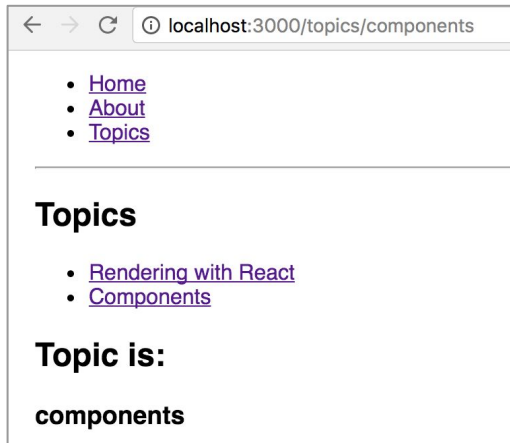 localhost:3000/topics/components
Home
About
Topics
Topics
Rendering with React
Components
Topic is:
components